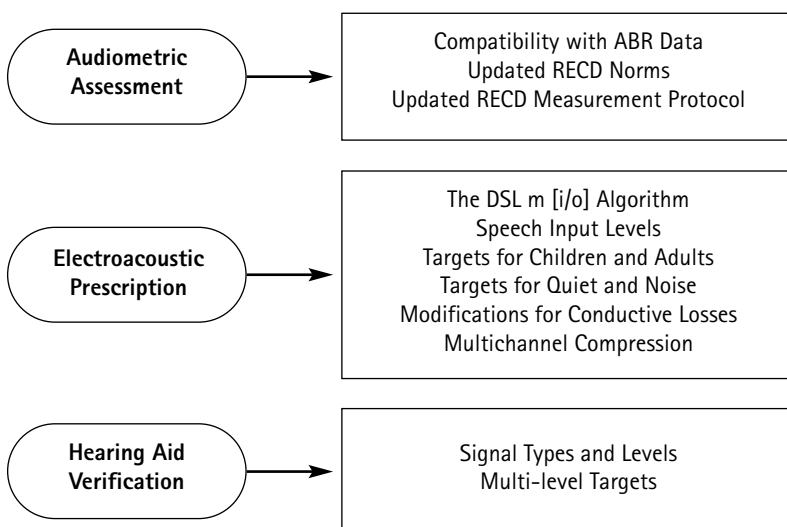 Audiometric
Assessment
Compatibility with ABR Data
Updated RECD Norms
Updated RECD Measurement Protocol
Electroacoustic
Prescription
The DSL m [i/o] Algorithm
Speech Input Levels
Targets for Children and Adults
Targets for Quiet and Noise
Modifications for Conductive Losses
Multichannel Compression
Hearing Aid
Verification
Signal Types and Levels
Multi-level Targets